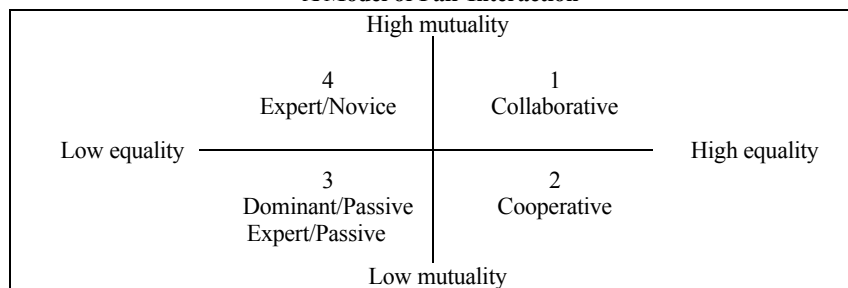 A Model of Pair Interaction
High mutuality
4
1
Expert/Novice
Collaborative
Low equality
High equality
3
2
Dominant/Passive
Cooperative
Expert/Passive
Low mutuality